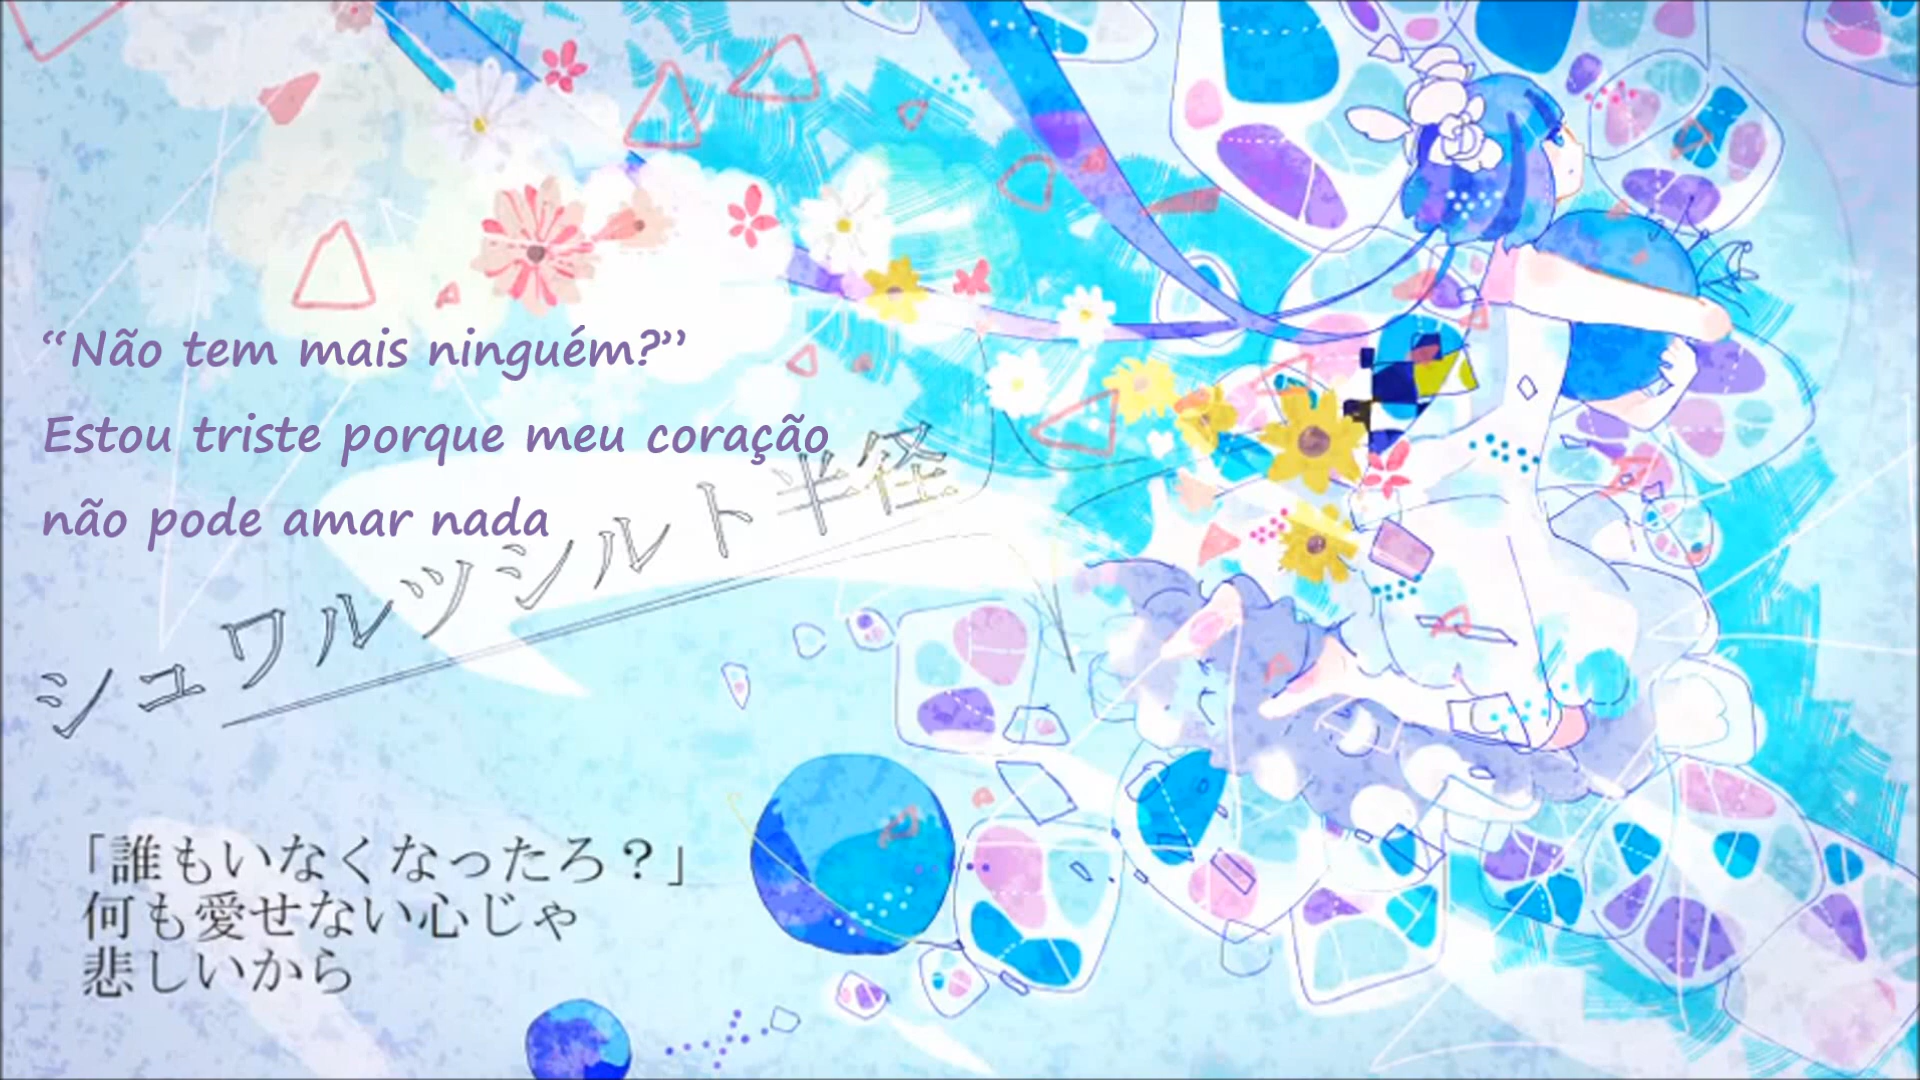 “Não tem mais ninguém?”
Estou triste porque meu coração
não pode amar nada
シュワルツシルト半径
「誰もいなくなったろ？」
何も愛せない心じゃ
悲しいから